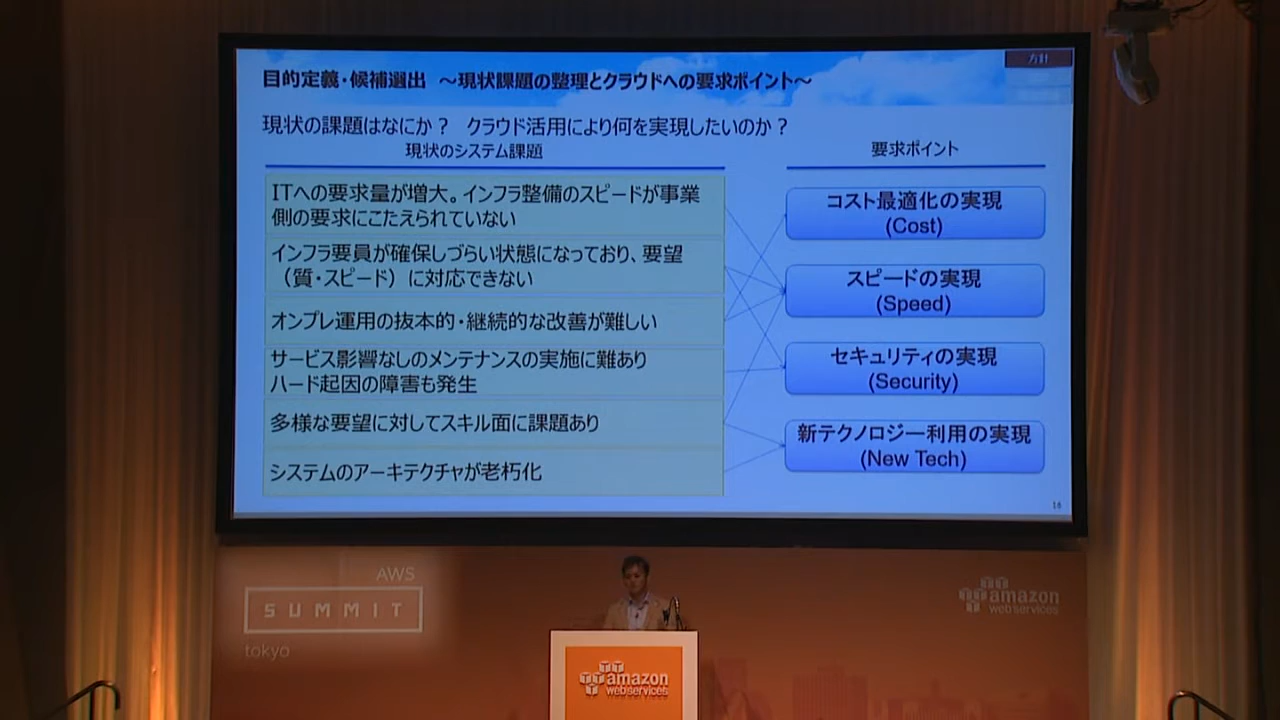 方針
目的定義・候補選出 ～現状課題の整理とクラウドへの要求ポイント～
現状の課題はなにか？ クラウド活用により何を実現したいのか？
現状のシステム課題
ITへの要求量が増大。インフラ整備のスピードが事業
側の要求にこたえられていない
インフラ要員が確保しづらい状態になっており、要望
（質・スピード）に対応できない
オンプレ運用の抜本的・継続的な改善が難しい
サービス影響なしのメンテナンスの実施に難あり
ハード起因の障害も発生
多様な要望に対してスキル面に課題あり
システムのアーキテクチャが老朽化
要求ポイント
コスト最適化の実現
(Cost)
スピードの実現
(Speed)
セキュリティの実現
(Security)
新テクノロジー利用の実現
(New Tech)
AWS
SUMMIT
tokyo
amazon
webservices
amazon
webservices